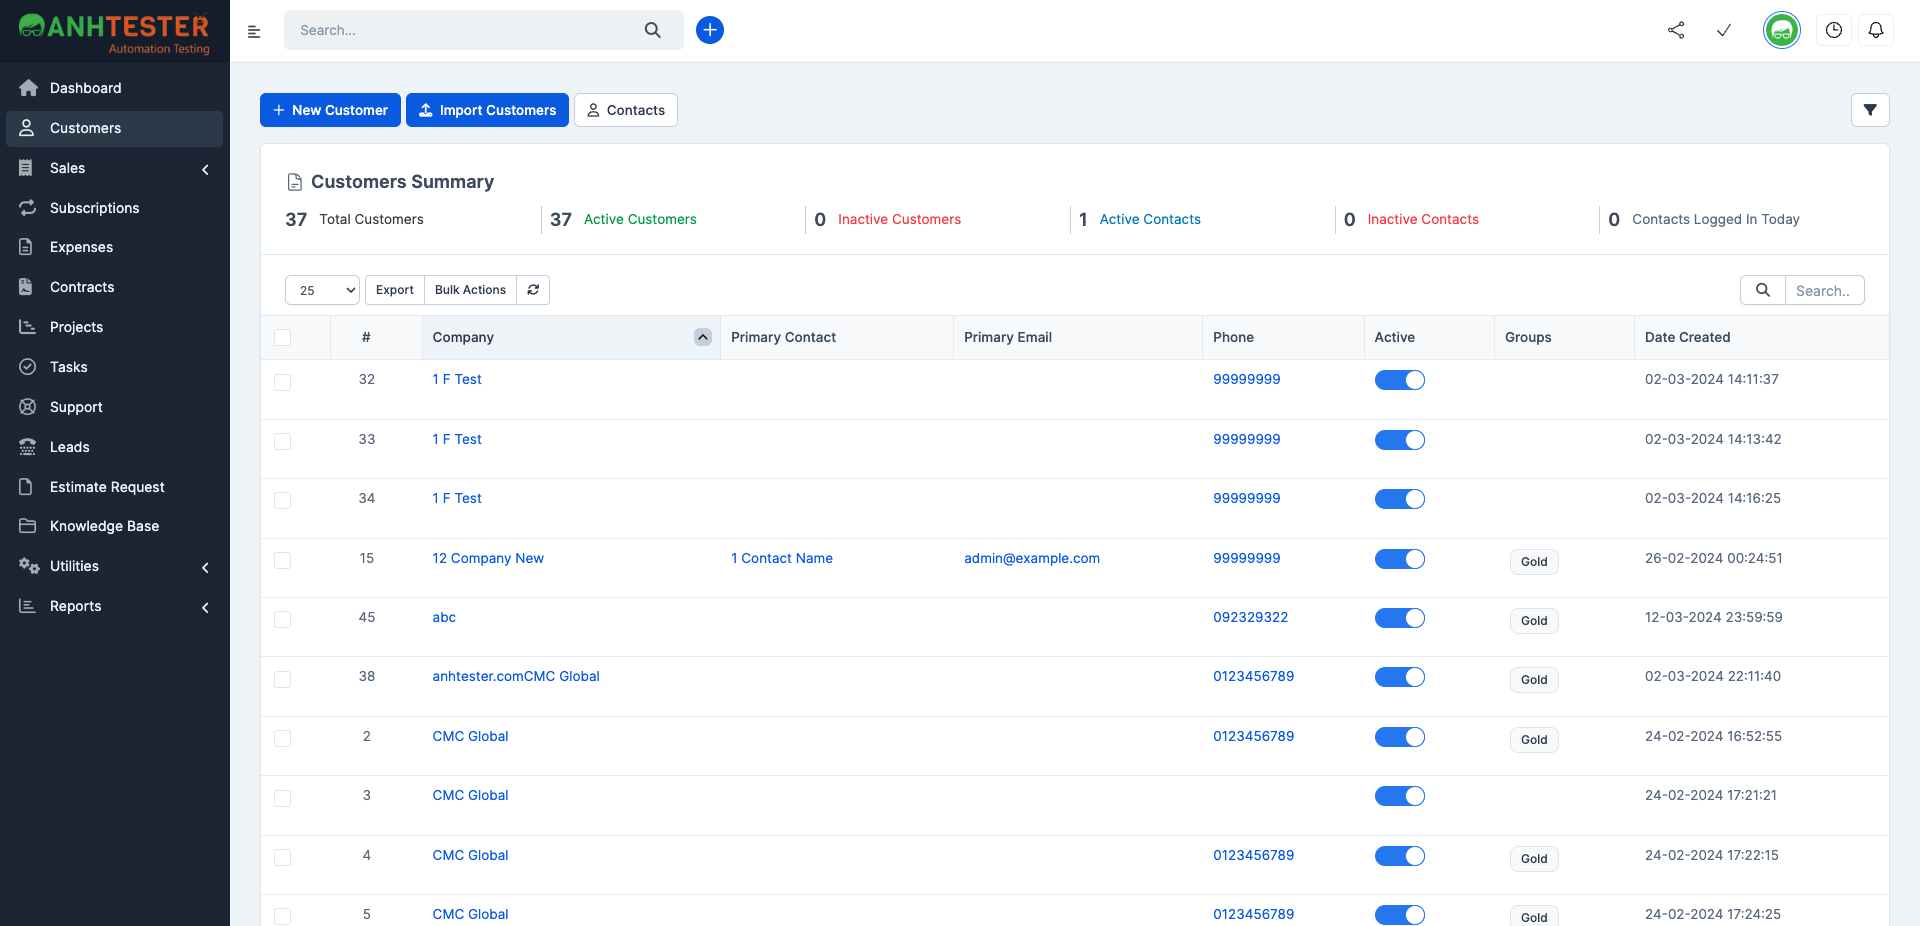 ANHTESTER
Automation Testing
Search...
Dashboard
Customers
Sales
Subscriptions
Expenses
Contracts
Projects
Tasks
Support
Leads
Estimate Request
Knowledge Base
Utilities
Reports
New Customer
Import Customers
Contacts
Customers Summary
37 Total Customers
37 Active Customers
0 Inactive Customers
1 Active Contacts
0 Inactive Contacts
0 Contacts Logged In Today
25 Export Bulk Actions
Search..
# Company Primary Contact Primary Email Phone Active Groups Date Created
32 1 F Test 99999999 02-03-2024 14:11:37
33 1 F Test 99999999 02-03-2024 14:13:42
34 1 F Test 99999999 02-03-2024 14:16:25
15 12 Company New 1 Contact Name admin@example.com 99999999 Gold 26-02-2024 00:24:51
45 abc 092329322 Gold 12-03-2024 23:59:59
38 anhtester.comCMC Global 0123456789 Gold 02-03-2024 22:11:40
2 CMC Global 0123456789 Gold 24-02-2024 16:52:55
3 CMC Global 24-02-2024 17:21:21
4 CMC Global 0123456789 Gold 24-02-2024 17:22:15
5 CMC Global 0123456789 Gold 24-02-2024 17:24:25